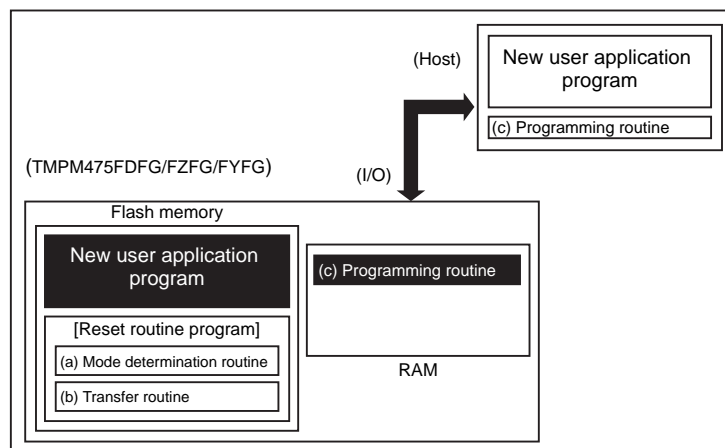 (Host)
New user application
program
(c) Programming routine
(TMPM475FDFG/FZFG/FYFG)
(I/O)
Flash memory
New user application
program
[Reset routine program]
(a) Mode determination routine
(b) Transfer routine
(c) Programming routine
RAM